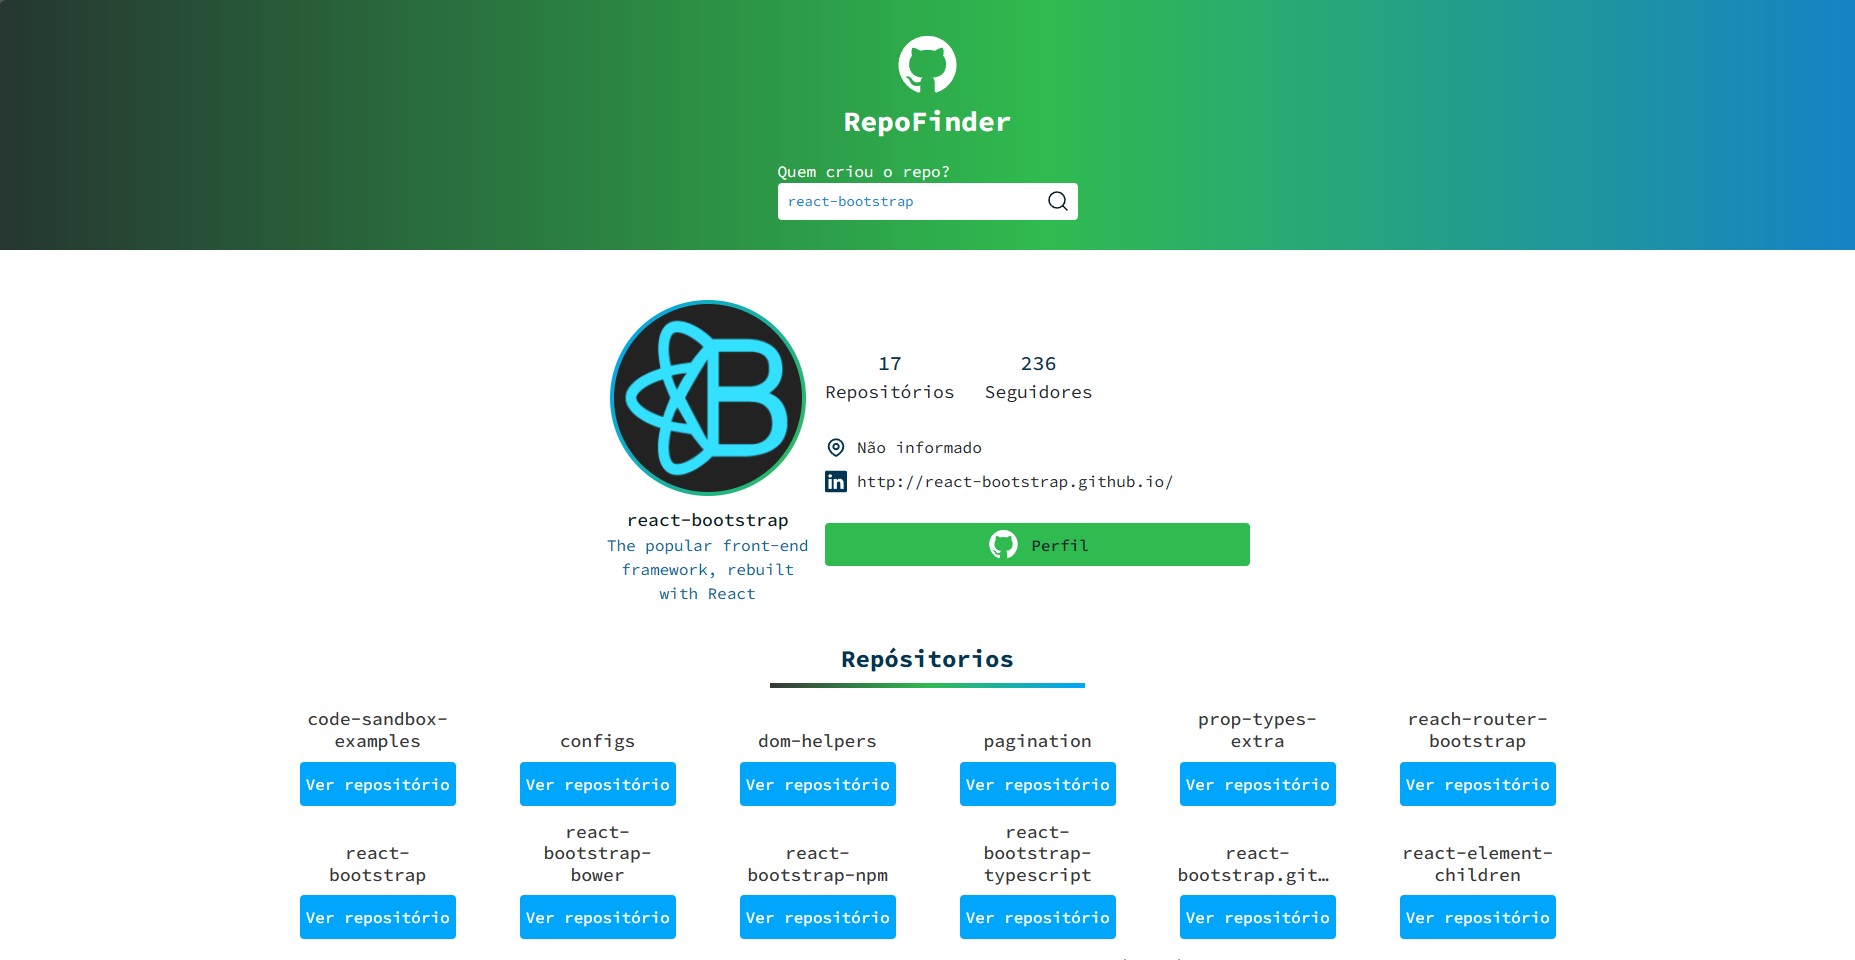 RepoFinder
Quem criou o repo?
react-bootstrap
17
Repositórios
236
Seguidores
Não informado
http://react-bootstrap.github.io/
Perfil
react-bootstrap
The popular front-end
framework, rebuilt
with React
Repósitorios
code-sandbox-
examples
Ver repositório
configs
Ver repositório
dom-helpers
Ver repositório
pagination
Ver repositório
prop-types-
extra
Ver repositório
reach-router-
bootstrap
Ver repositório
react-
bootstrap
Ver repositório
react-
bootstrap-
bower
Ver repositório
react-
bootstrap-npm
Ver repositório
react-
bootstrap-
typescript
Ver repositório
react-
bootstrap.git…
Ver repositório
react-element-
children
Ver repositório